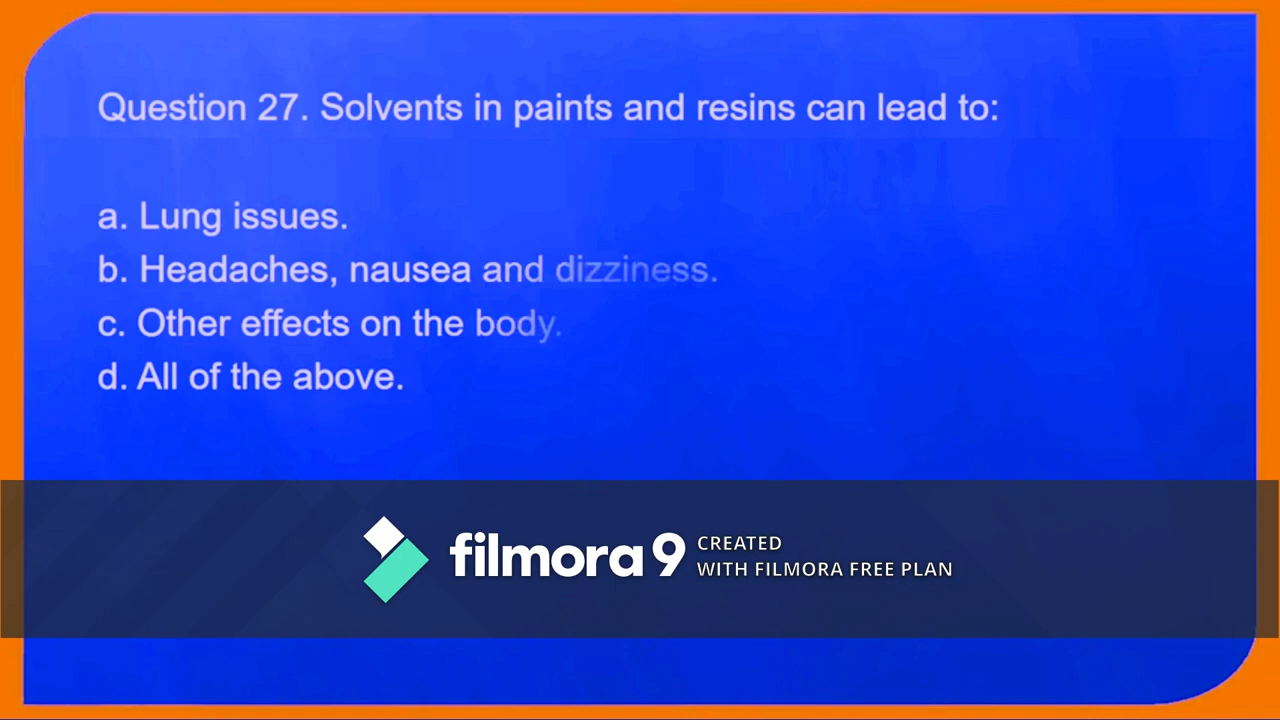 Question 27. Solvents in paints and resins can lead to:
a. Lung issues.
b. Headaches, nausea and dizziness.
c. Other effects on the body.
d. All of the above.
filmora 9 CREATED
WITH FILMORA FREE PLAN